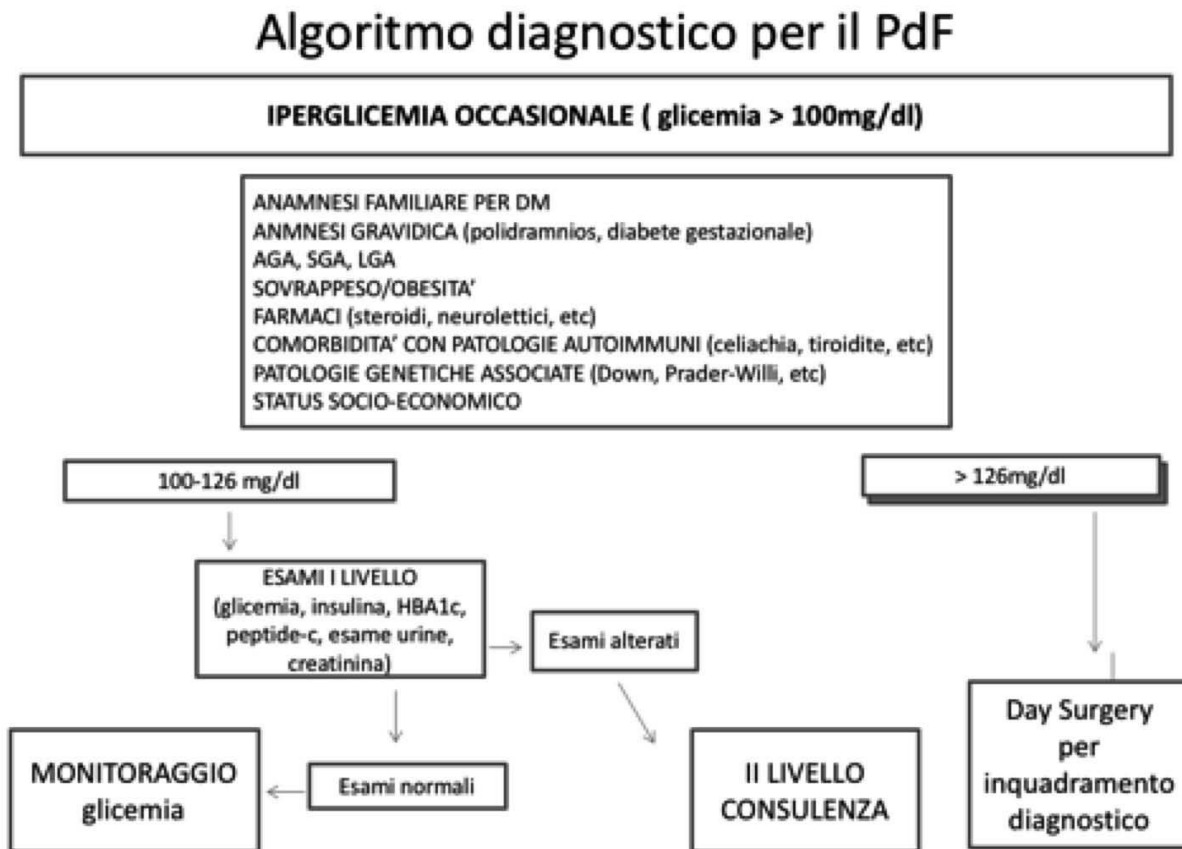 Algoritmo diagnostico per il PdF
IPERGLICEMIA OCCASIONALE ( glicemia > 100mg/dl)
ANAMNESI FAMILIARE PER DM
ANMNESI GRAVIDICA (polidramnios, diabete gestazionale)
AGA, SGA, LGA
SOVRAPPESO/OBESITA'
FARMACI (steroidi, neurolettici, etc)
COMORBIDITA' CON PATOLOGIE AUTOIMMUNI (celiachia, tiroidite, etc)
PATOLOGIE GENETICHE ASSOCIATE (Down, Prader-Willi, etc)
STATUS SOCIO-ECONOMICO
100-126 mg/dl
> 126mg/dl
ESAMI I LIVELLO
(glicemia, insulina, HBA1c,
peptide-c, esame urine,
creatinina)
Esami alterati
Esami normali
MONITORAGGIO
glicemia
II LIVELLO
CONSULENZA
Day Surgery
per
inquadramento
diagnostico